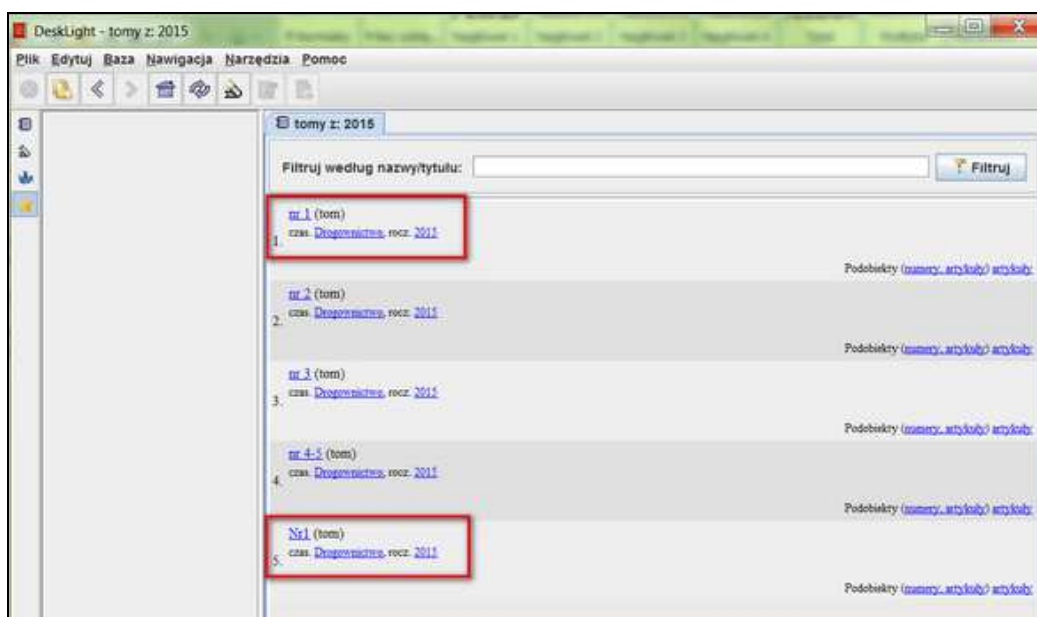 DeskLight - tomy z: 2015
Plik Edytuj Baza Nawigacja Narzędzia Pomoc
tomy z: 2015
Filtruj według nazwy/tytułu:
Filtruj
nr 1 (tom)
1. czas. Drogownictwo, rocz. 2015
Podobiekty (numery, artykuły) artykuły
nr 2 (tom)
2. czas. Drogownictwo, rocz. 2015
Podobiekty (numery, artykuły) artykuły
nr 3 (tom)
3. czas. Drogownictwo, rocz. 2015
Podobiekty (numery, artykuły) artykuły
nr 4-5 (tom)
4. czas. Drogownictwo, rocz. 2015
Podobiekty (numery, artykuły) artykuły
Nr1 (tom)
5. czas. Drogownictwo, rocz. 2015
Podobiekty (numery, artykuły) artykuły